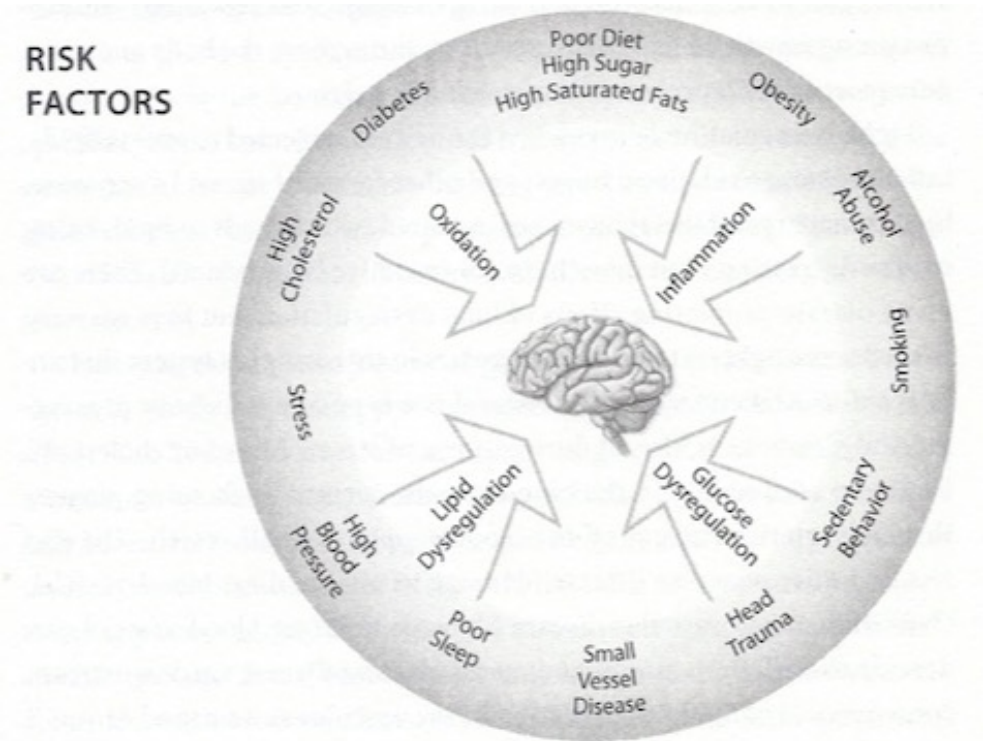 RISK
FACTORS
Poor Diet
High Sugar
High Saturated Fats
Obesity
Alcohol
Abuse
Smoking
Sedentary
Behavior
Head
Trauma
Small
Vessel
Disease
Poor
Sleep
High
Blood
Pressure
Stress
High
Cholesterol
Diabetes
Oxidation
Inflammation
Glucose
Dysregulation
Lipid
Dysregulation